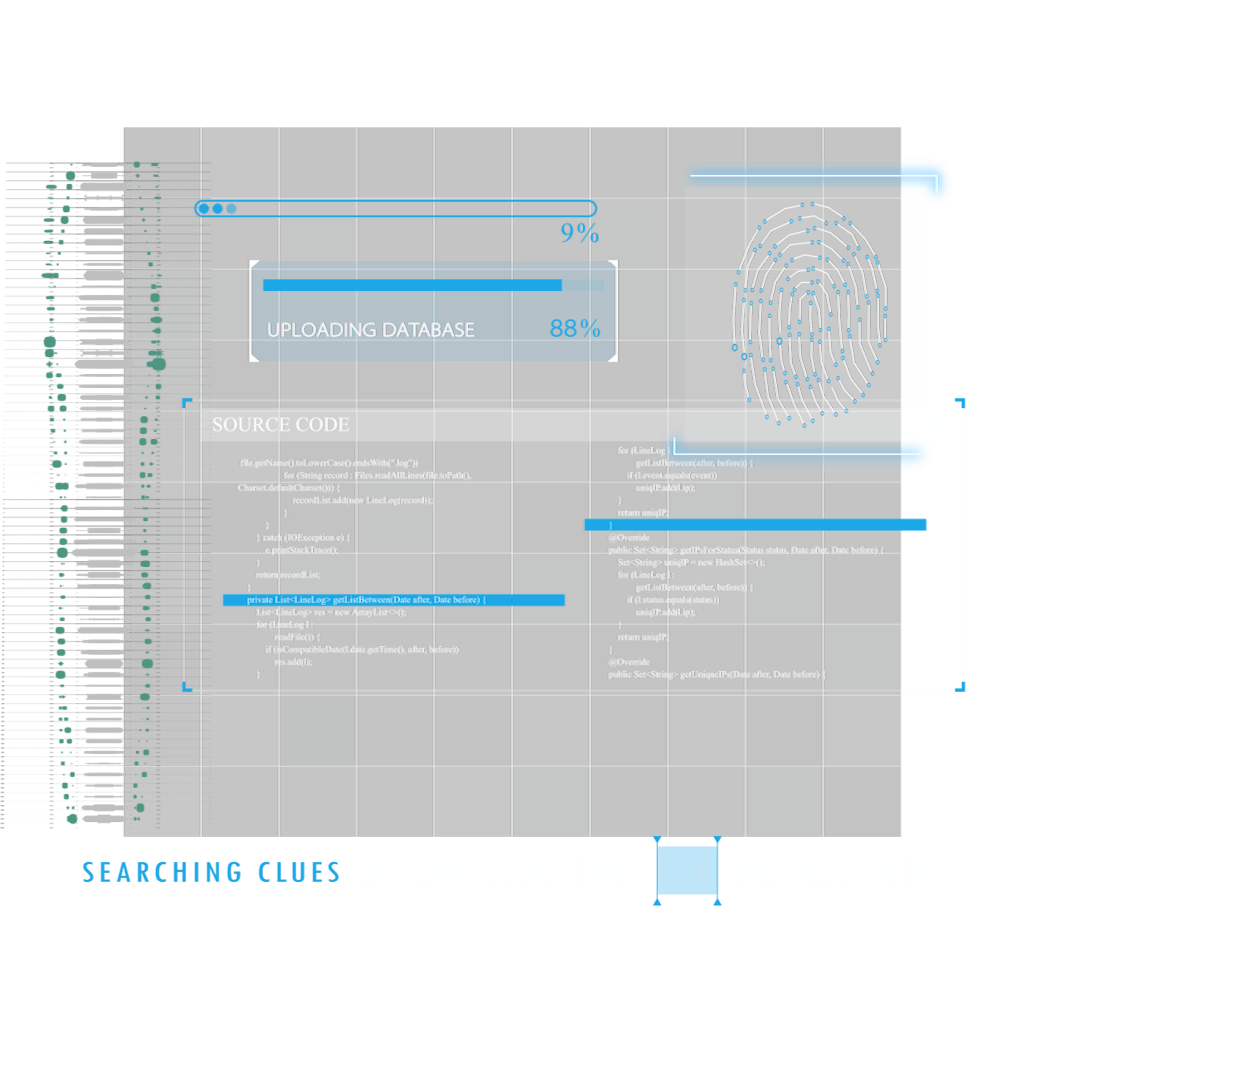 9%
UPLOADING DATABASE 88%
SOURCE CODE
file.getName().toLowerCase().endsWith(".log"))
for (String record : Files.readAllLines(file.toPath(),
Charset.defaultCharset())) {
recordList.add(new LineLog(record));
}
}
} catch (IOException e) {
e.printStackTrace();
}
return recordList;
}
private List<LineLog> getListBetween(Date after, Date before) {
List<LineLog> res = new ArrayList<>();
for (LineLog l :
readFile()) {
if (isCompatibleDate(l.date.getTime(), after, before))
res.add(l);
}
for (LineLog l :
getListBetween(after, before)) {
if (l.event.equals(event))
uniqIP.add(l.ip);
}
return uniqIP;
}
@Override
public Set<String> getIPsForStatus(Status status, Date after, Date before) {
Set<String> uniqIP = new HashSet<>();
for (LineLog l :
getListBetween(after, before)) {
if (l.status.equals(status))
uniqIP.add(l.ip);
}
return uniqIP;
}
@Override
public Set<String> getUniqueIPs(Date after, Date before) {
SEARCHING CLUES